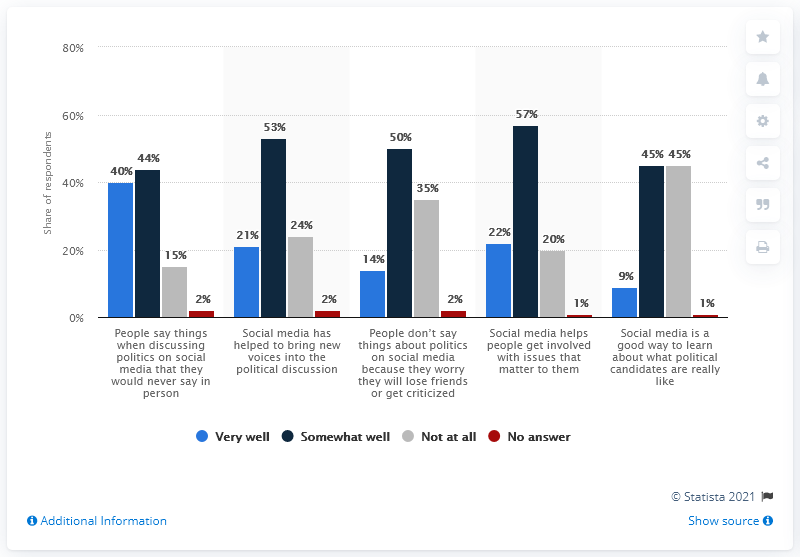 80%
60%
40%
20%
0%
Share of respondents
40% 44% 15% 2%
21% 53% 24% 2%
14% 50% 35% 2%
22% 57% 20% 1%
9% 45% 45% 1%
People say things
when discussing
politics on social
media that they
would never say in
person
Social media has
helped to bring new
voices into the
political discussion
People don’t say
things about politics
on social media
because they worry
they will lose friends
or get criticized
Social media helps
people get involved
with issues that
matter to them
Social media is a
good way to learn
about what political
candidates are really
like
Very well Somewhat well Not at all No answer
© Statista 2021
Additional Information Show source